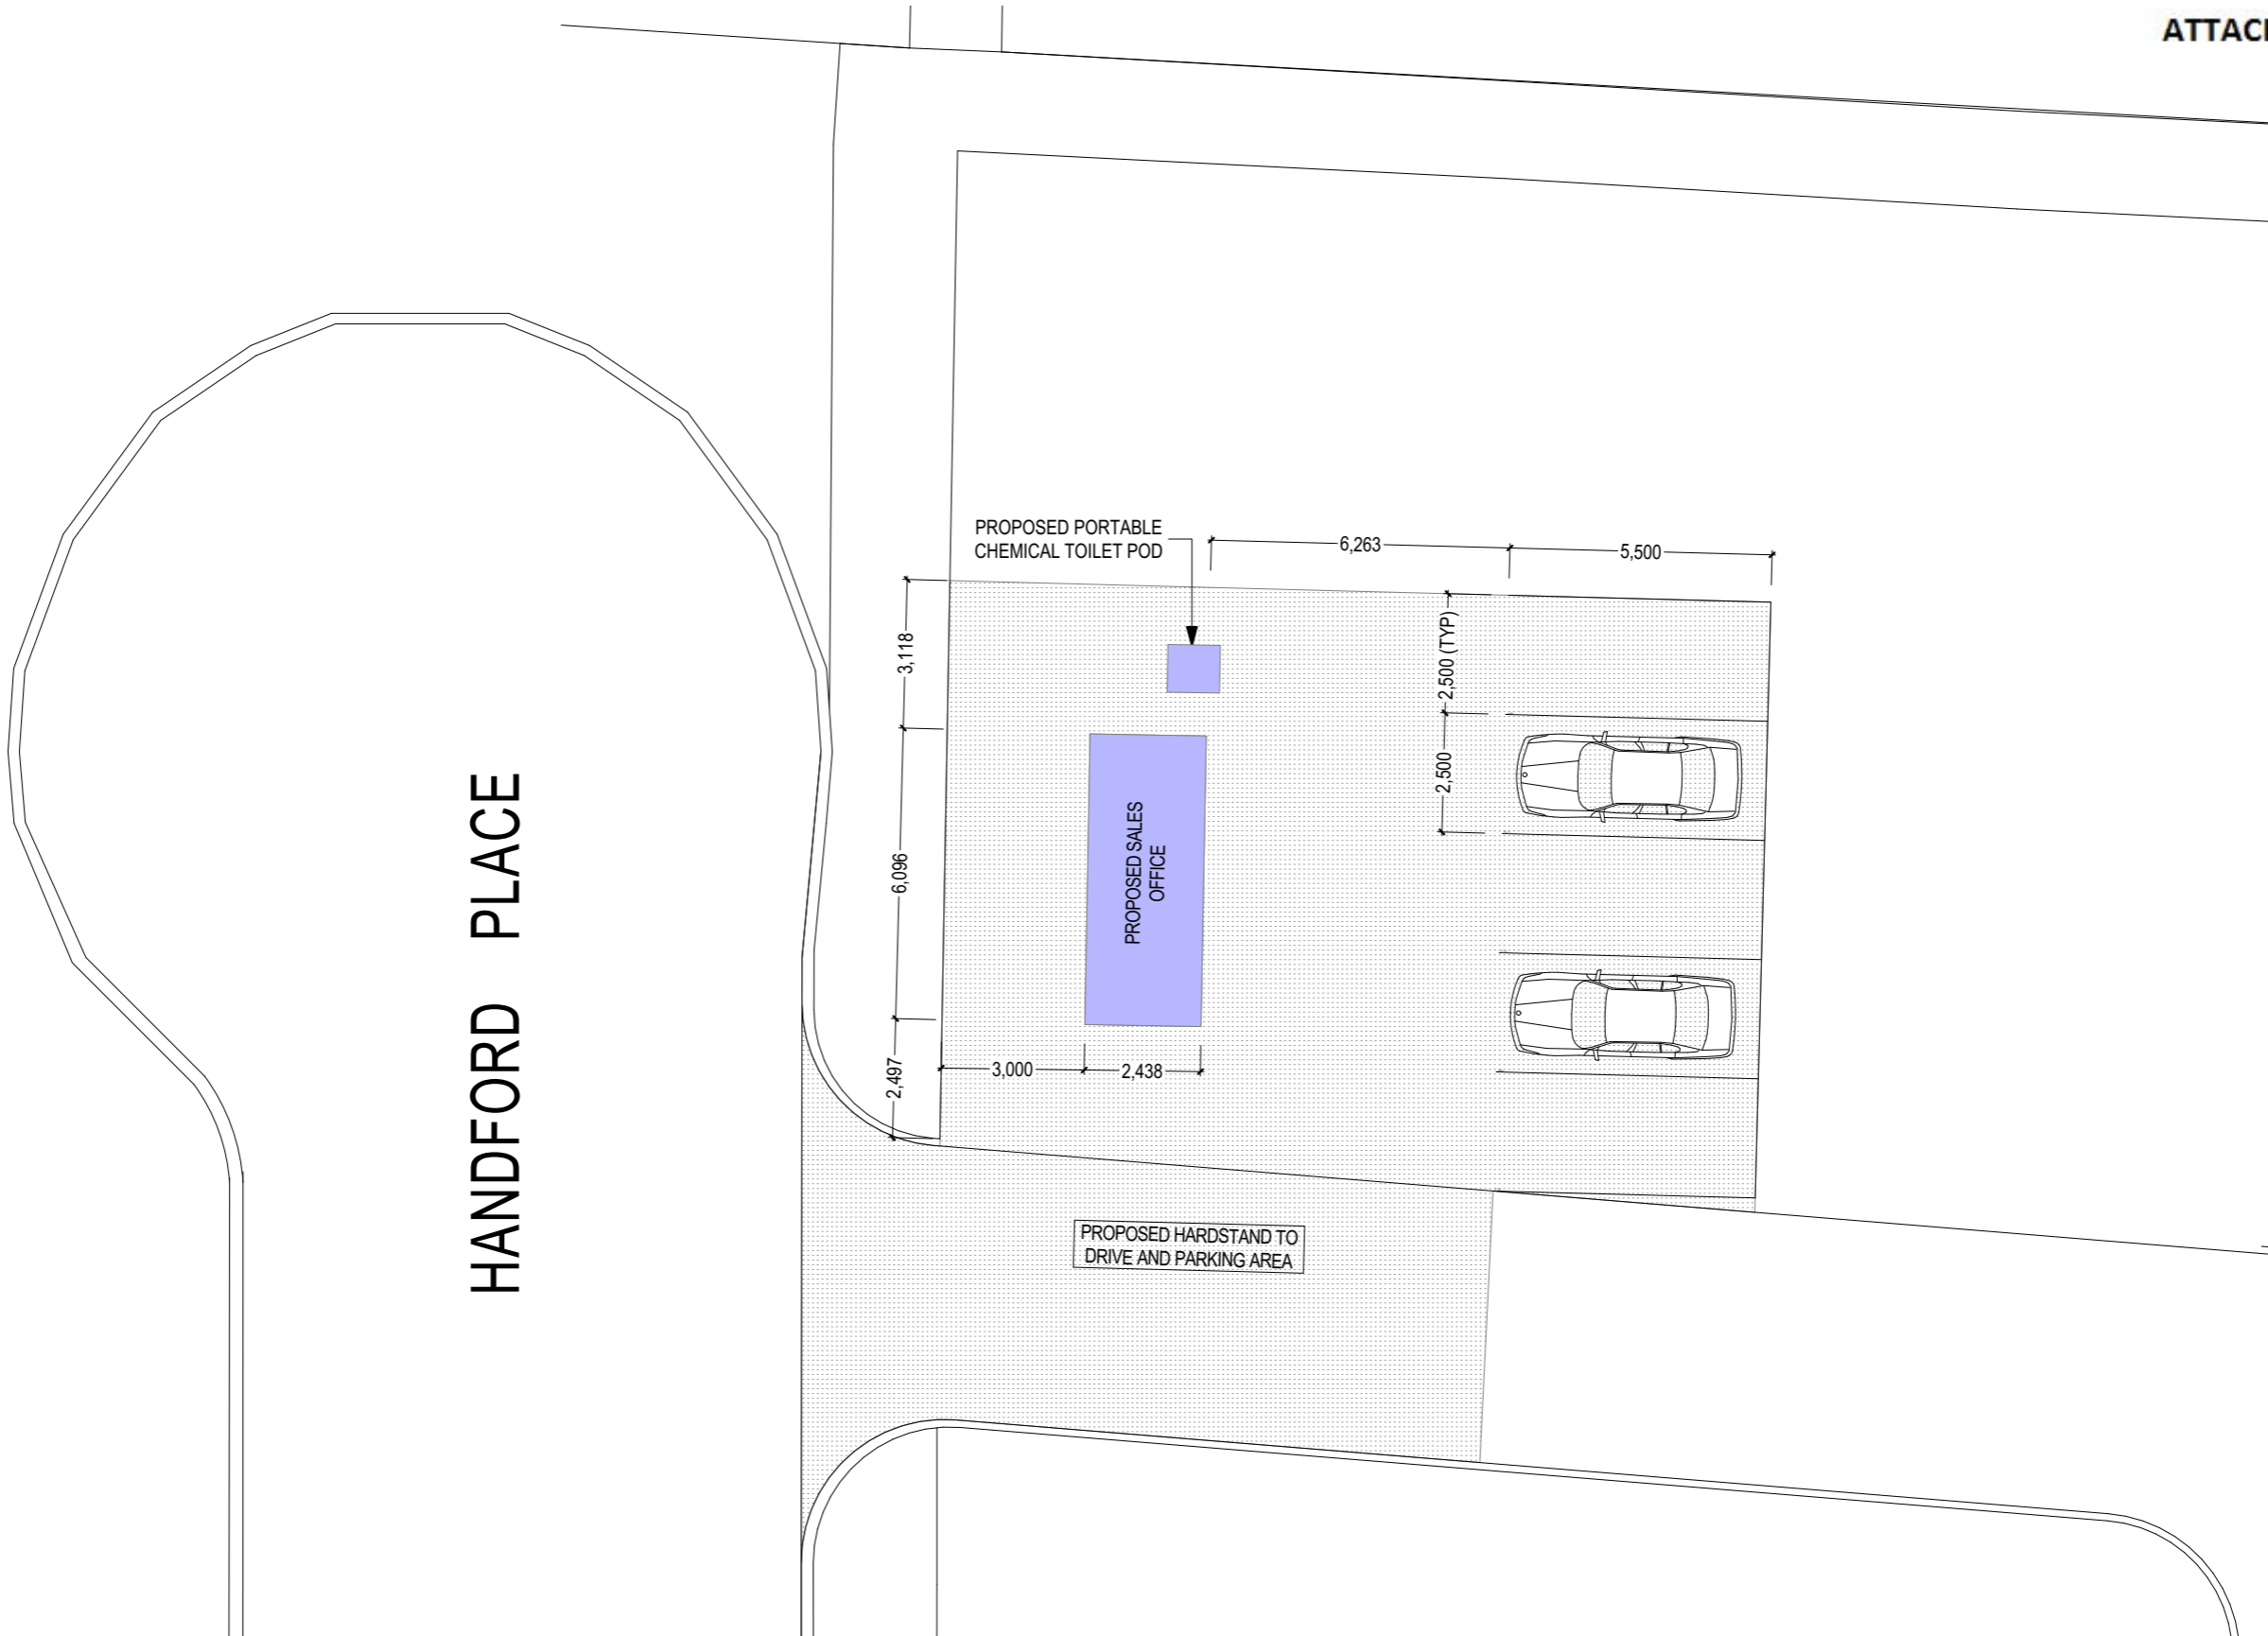 ATTACH
PROPOSED PORTABLE
CHEMICAL TOILET POD
6,263
5,500
3,118
2,500 (TYP)
2,500
6,096
PROPOSED SALES
OFFICE
HANDFORD PLACE
2,497
3,000
2,438
PROPOSED HARDSTAND TO
DRIVE AND PARKING AREA